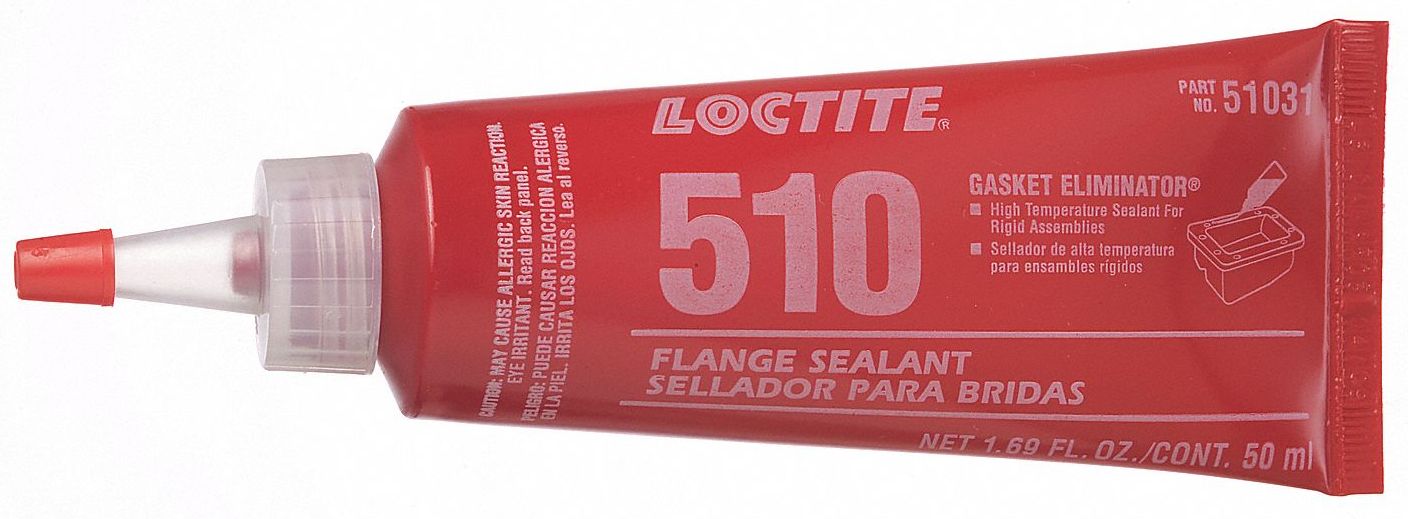 LOCTITE®
PART
NO. 51031
510
GASKET ELIMINATOR®
■ High Temperature Sealant For
Rigid Assemblies
■ Sellador de alta temperatura
para ensambles rígidos
FLANGE SEALANT
SELLADOR PARA BRIDAS
NET 1.69 FL. OZ./CONT. 50 ml
CAUTION: MAY CAUSE ALLERGIC SKIN REACTION.
EYE IRRITANT. Read back panel.
PELIGRO: PUEDE CAUSAR REACCION ALERGICA
EN LA PIEL. IRRITA LOS OJOS. Lea al reverso.